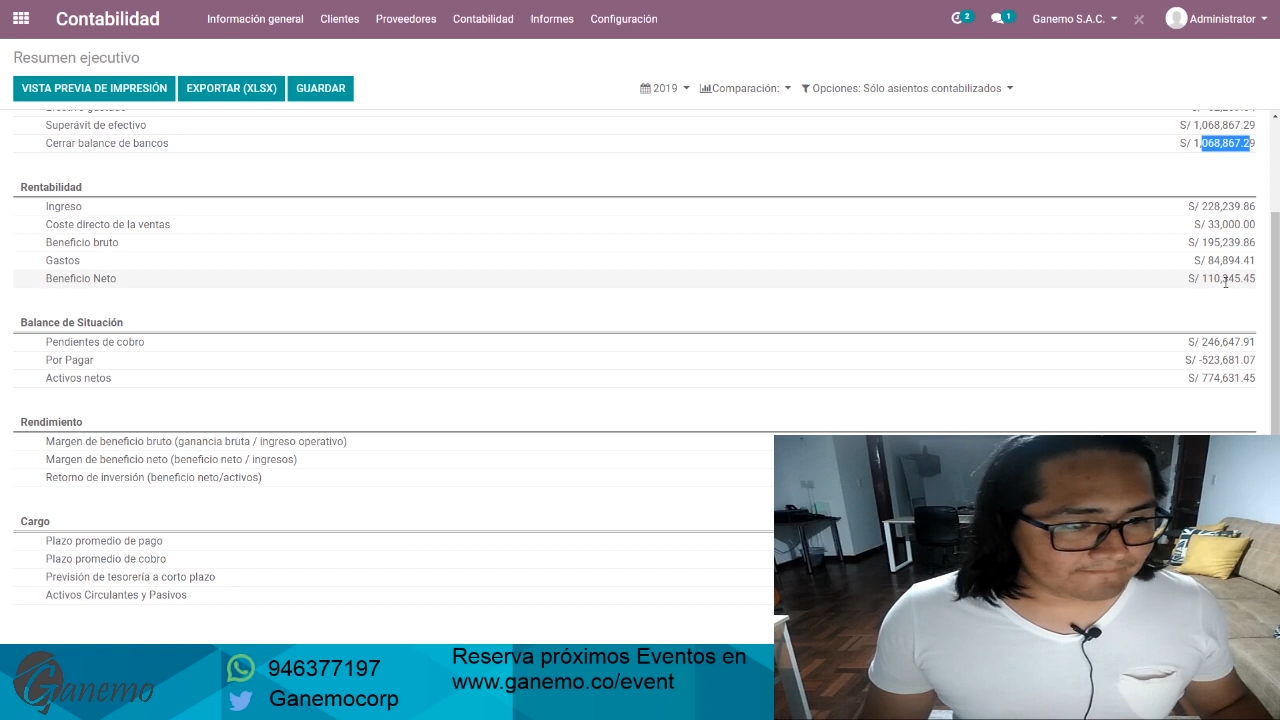 Contabilidad Información general Clientes Proveedores Contabilidad Informes Configuración 2 1 Ganemo S.A.C. Administrator
Resumen ejecutivo
VISTA PREVIA DE IMPRESIÓN EXPORTAR (XLSX) GUARDAR 2019 Comparación: Opciones: Sólo asientos contabilizados
Superávit de efectivo S/ 1,068,867.29
Cerrar balance de bancos S/ 1,068,867.29
Rentabilidad
Ingreso S/ 228,239.86
Coste directo de la ventas S/ 33,000.00
Beneficio bruto S/ 195,239.86
Gastos S/ 84,894.41
Beneficio Neto S/ 110,345.45
Balance de Situación
Pendientes de cobro S/ 246,647.91
Por Pagar S/ -523,681.07
Activos netos S/ 774,631.45
Rendimiento
Margen de beneficio bruto (ganancia bruta / ingreso operativo)
Margen de beneficio neto (beneficio neto / ingresos)
Retorno de inversión (beneficio neto/activos)
Cargo
Plazo promedio de pago
Plazo promedio de cobro
Previsión de tesorería a corto plazo
Activos Circulantes y Pasivos
Ganemo
946377197
Ganemocorp
Reserva próximos Eventos en
www.ganemo.co/event